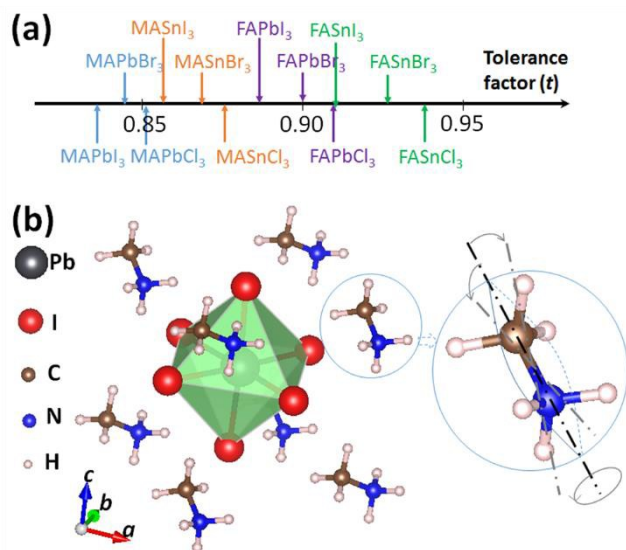 (a)
MASnI₃ FAPbI₃ FASnI₃
MAPbBr₃ MASnBr₃ FAPbBr₃ FASnBr₃
Tolerance
factor (t)
0.85 0.90 0.95
MAPbI₃ MAPbCl₃ MASnCl₃ FAPbCl₃ FASnCl₃
(b)
Pb
I
C
N
H
c
b
a